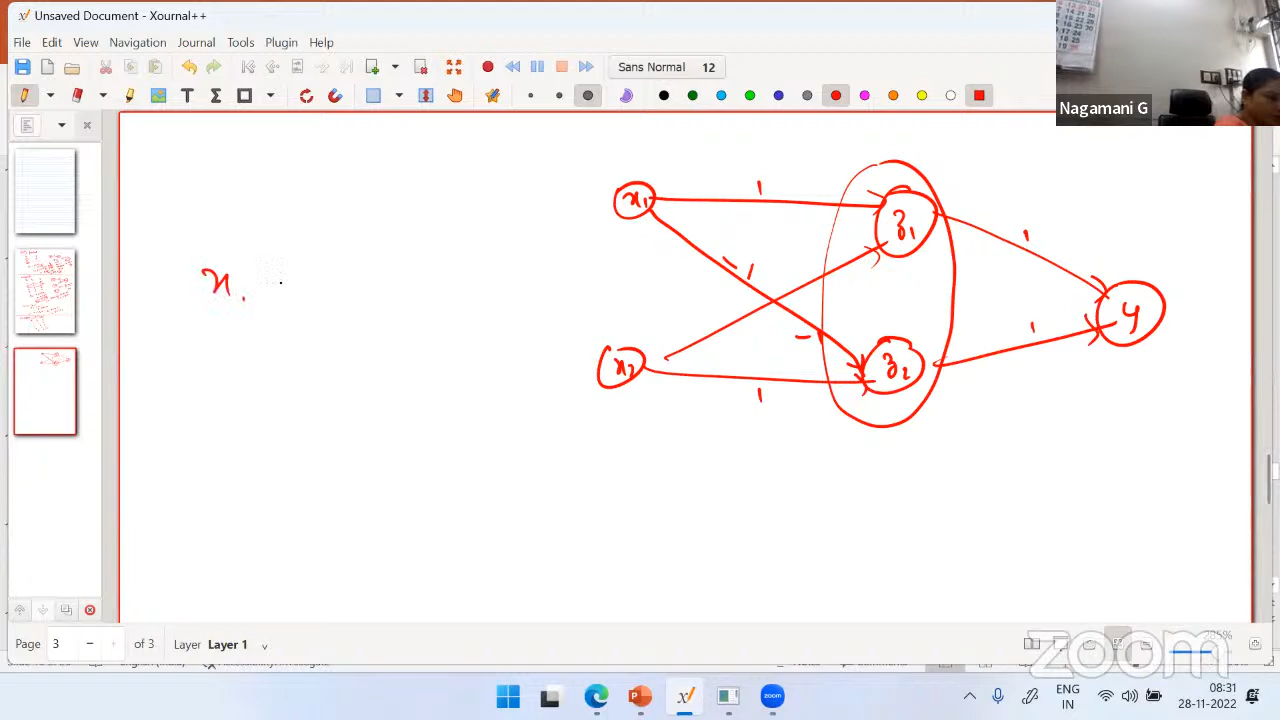 Unsaved Document - Xournal++
File Edit View Navigation Journal Tools Plugin Help
Sans Normal 12
Nagamani G
x1 1 z1 1
-1
x. y
-1 1
x2 1 z2
Page 3 of 3 Layer Layer 1
zoom
ENG
IN
08:31
28-11-2022